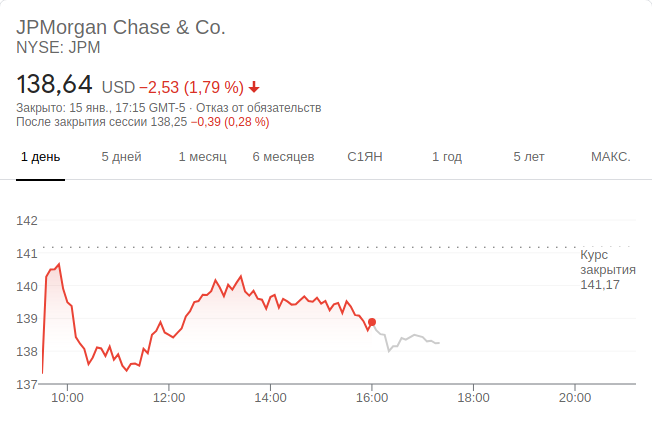 JPMorgan Chase & Co.
NYSE: JPM
138,64 USD −2,53 (1,79 %)
Закрыто: 15 янв., 17:15 GMT-5 · Отказ от обязательств
После закрытия сессии 138,25 −0,39 (0,28 %)
1 день 5 дней 1 месяц 6 месяцев С1ЯН 1 год 5 лет МАКС.
142
141
140
139
138
137
Курс
закрытия
141,17
10:00 12:00 14:00 16:00 18:00 20:00